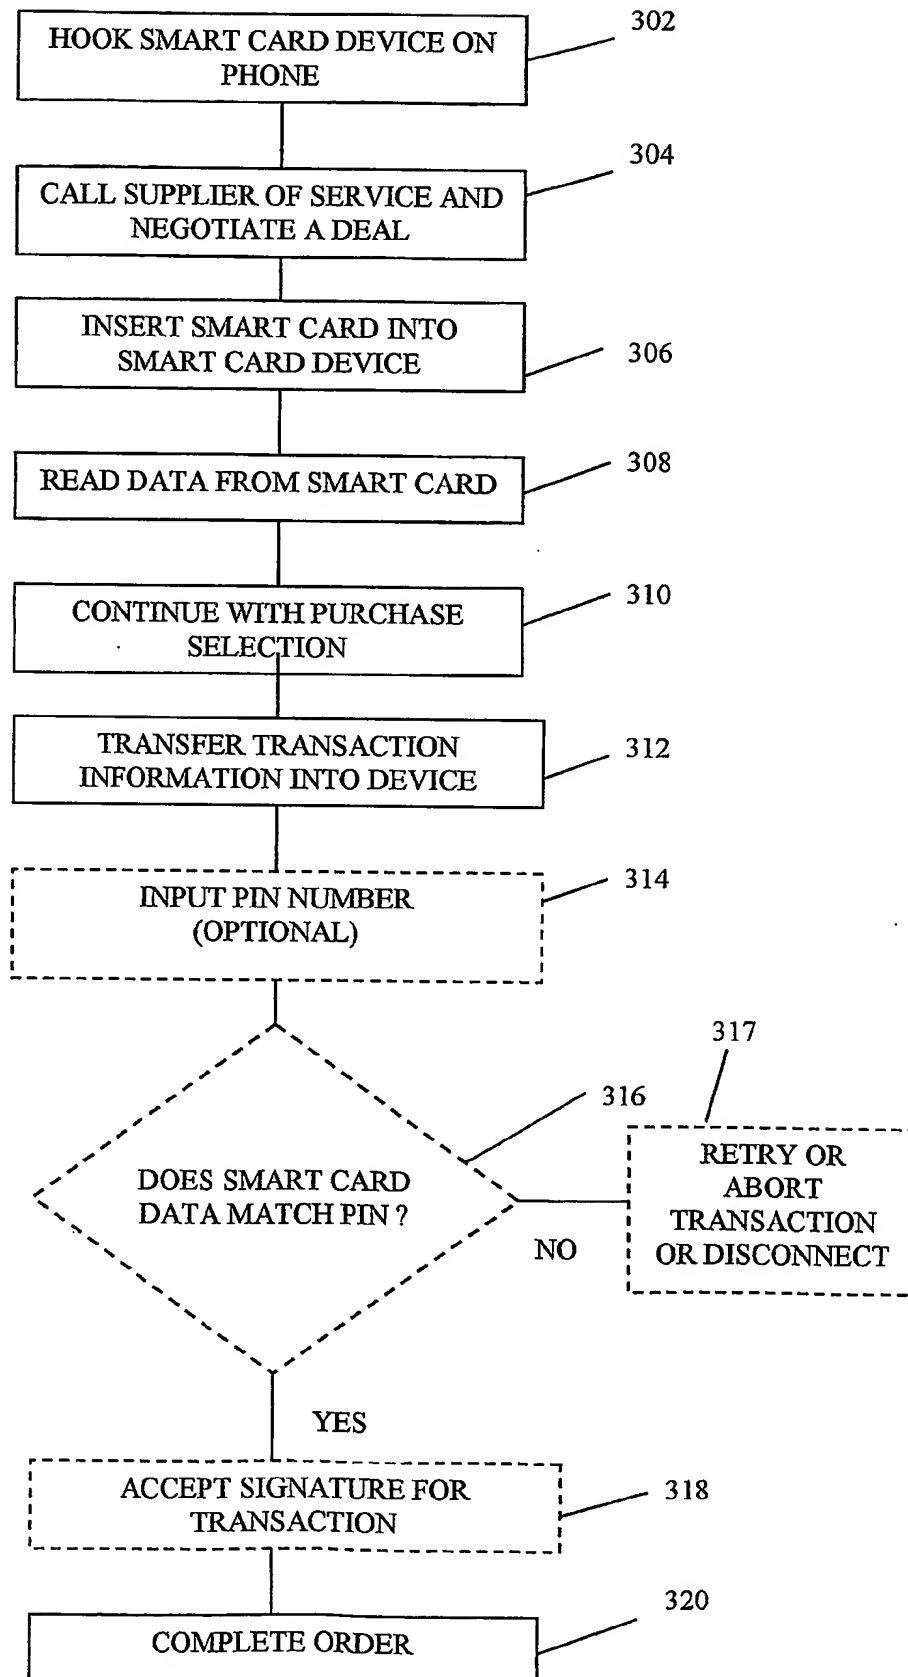 302
HOOK SMART CARD DEVICE ON
PHONE
304
CALL SUPPLIER OF SERVICE AND
NEGOTIATE A DEAL
INSERT SMART CARD INTO
SMART CARD DEVICE
306
READ DATA FROM SMART CARD
308
310
CONTINUE WITH PURCHASE
SELECTION
TRANSFER TRANSACTION
INFORMATION INTO DEVICE
312
INPUT PIN NUMBER
(OPTIONAL)
314
317
316
DOES SMART CARD
DATA MATCH PIN ?
RETRY OR
ABORT
TRANSACTION
OR DISCONNECT
NO
YES
ACCEPT SIGNATURE FOR
TRANSACTION
318
320
COMPLETE ORDER